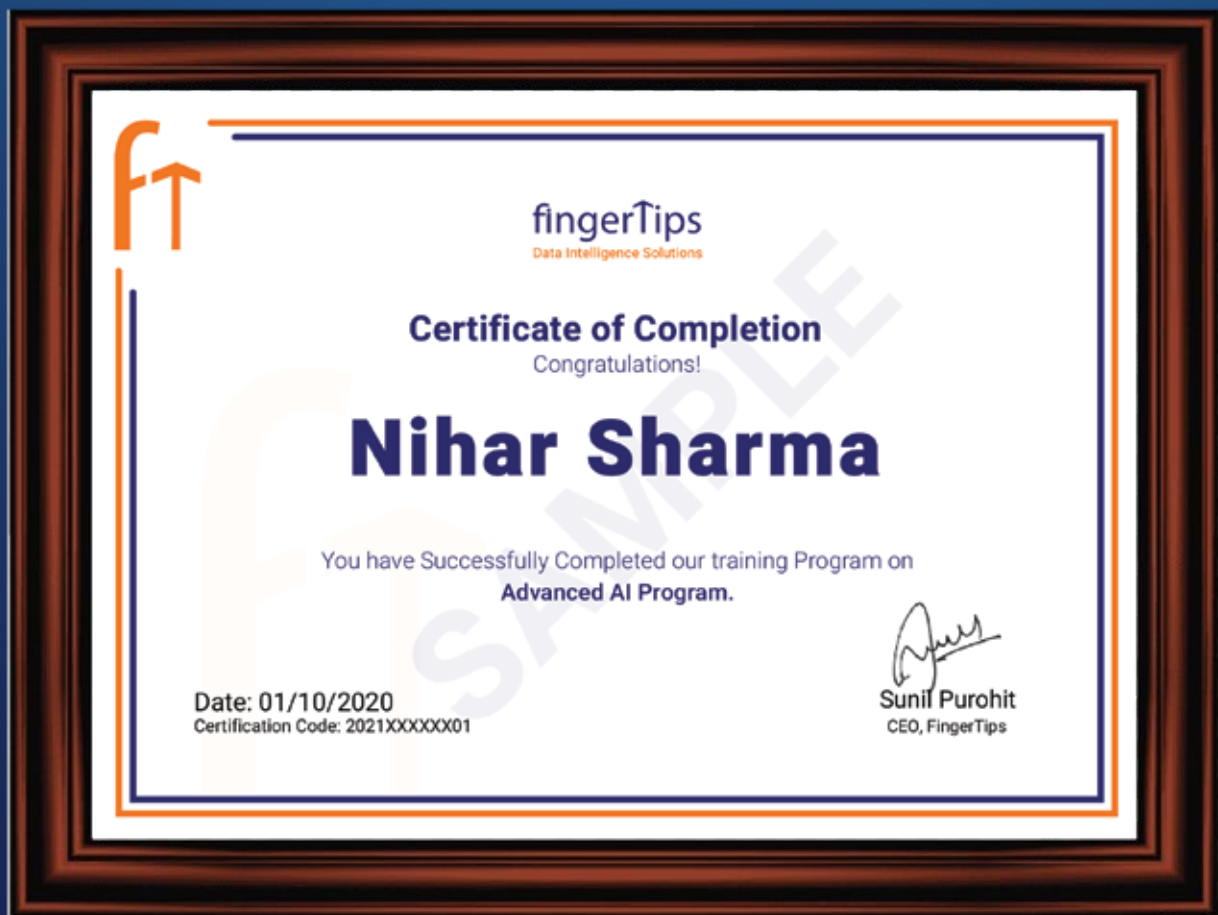 fT
fingerTips
Data Intelligence Solutions
Certificate of Completion
Congratulations!
Nihar Sharma
You have Successfully Completed our training Program on
Advanced AI Program.
SAMPLE
Date: 01/10/2020
Certification Code: 2021XXXXXX01
Sunil Purohit
CEO, FingerTips